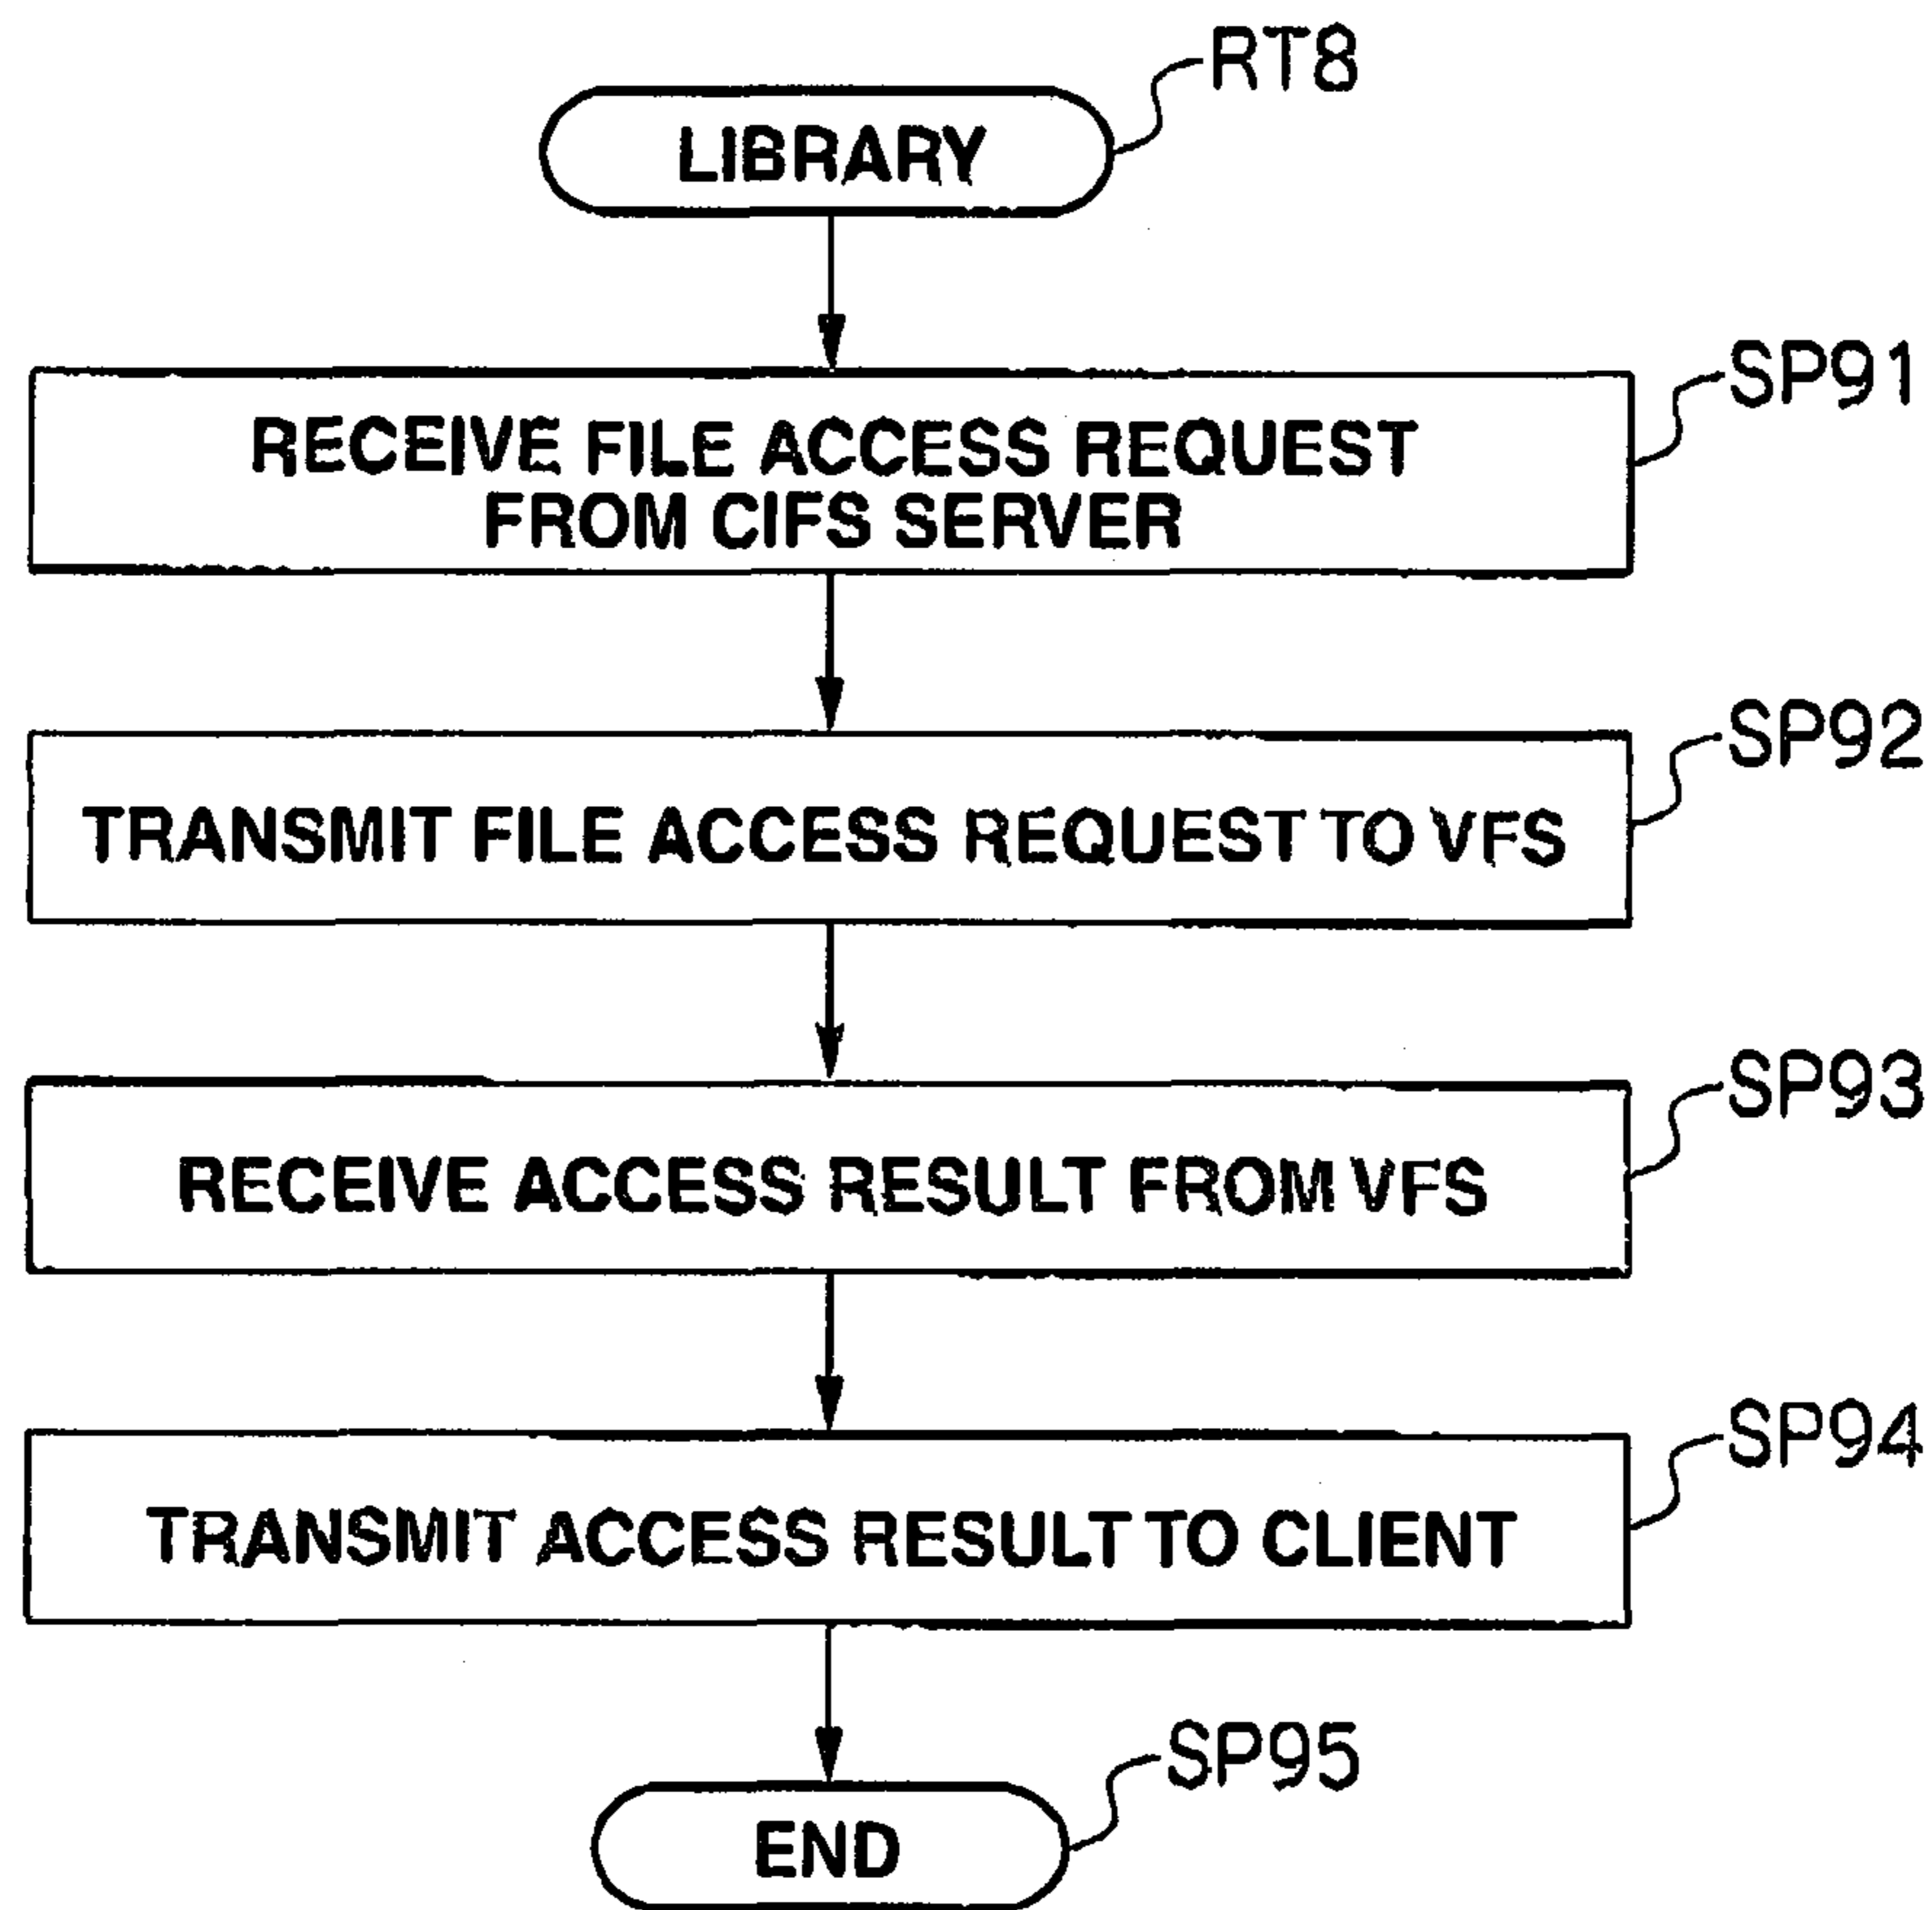 RT8
LIBRARY
SP91
RECEIVE FILE ACCESS REQUEST
FROM CIFS SERVER
SP92
TRANSMIT FILE ACCESS REQUEST TO VFS
SP93
RECEIVE ACCESS RESULT FROM VFS
SP94
TRANSMIT ACCESS RESULT TO CLIENT
SP95
END